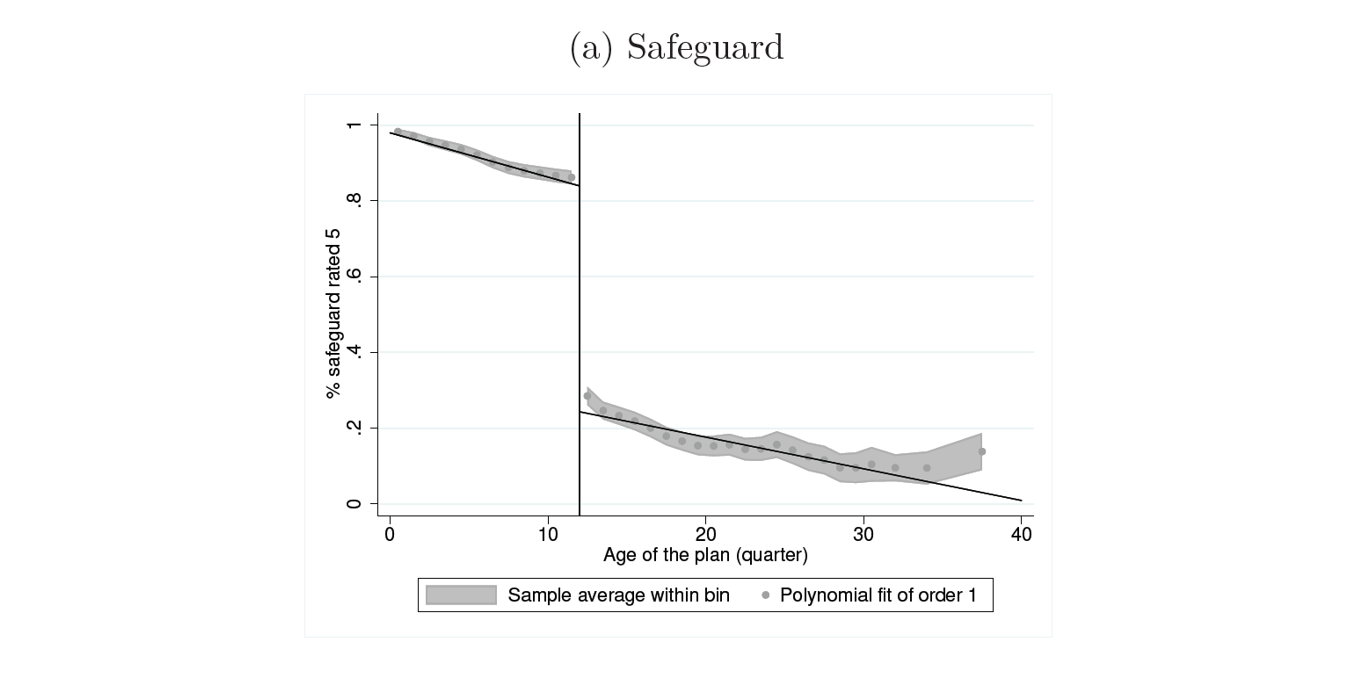 (a) Safeguard
% safeguard rated 5
1
.8
.6
.4
.2
0
0 10 20 30 40
Age of the plan (quarter)
Sample average within bin Polynomial fit of order 1